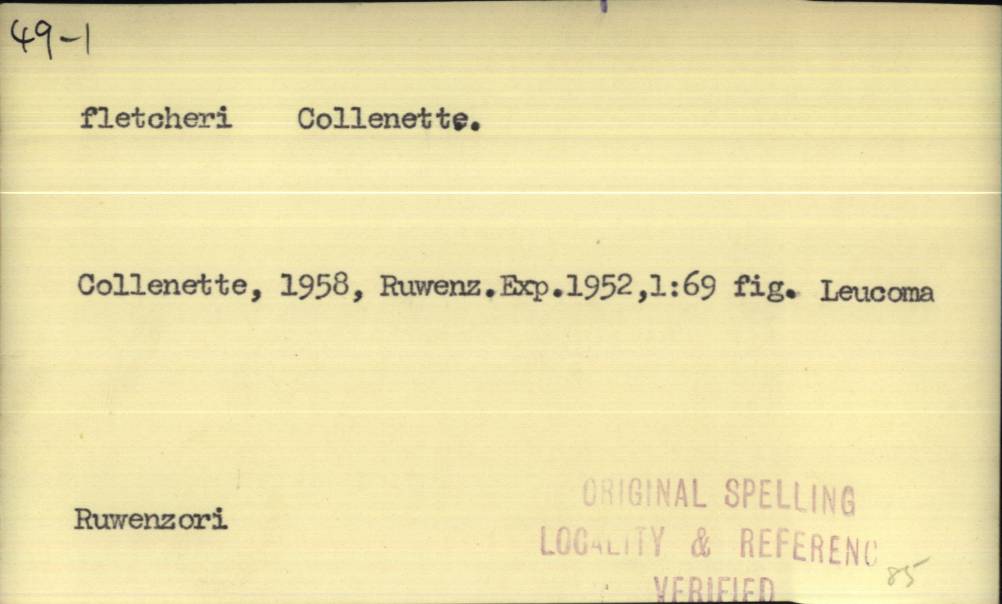 49-1
fletcheri Collenette.
Collenette, 1958, Ruwenz.Exp.1952,1:69 fig. Leucoma
Ruwenzori
ORIGINAL SPELLING
LOCALITY & REFERENC
VERIFIED
85